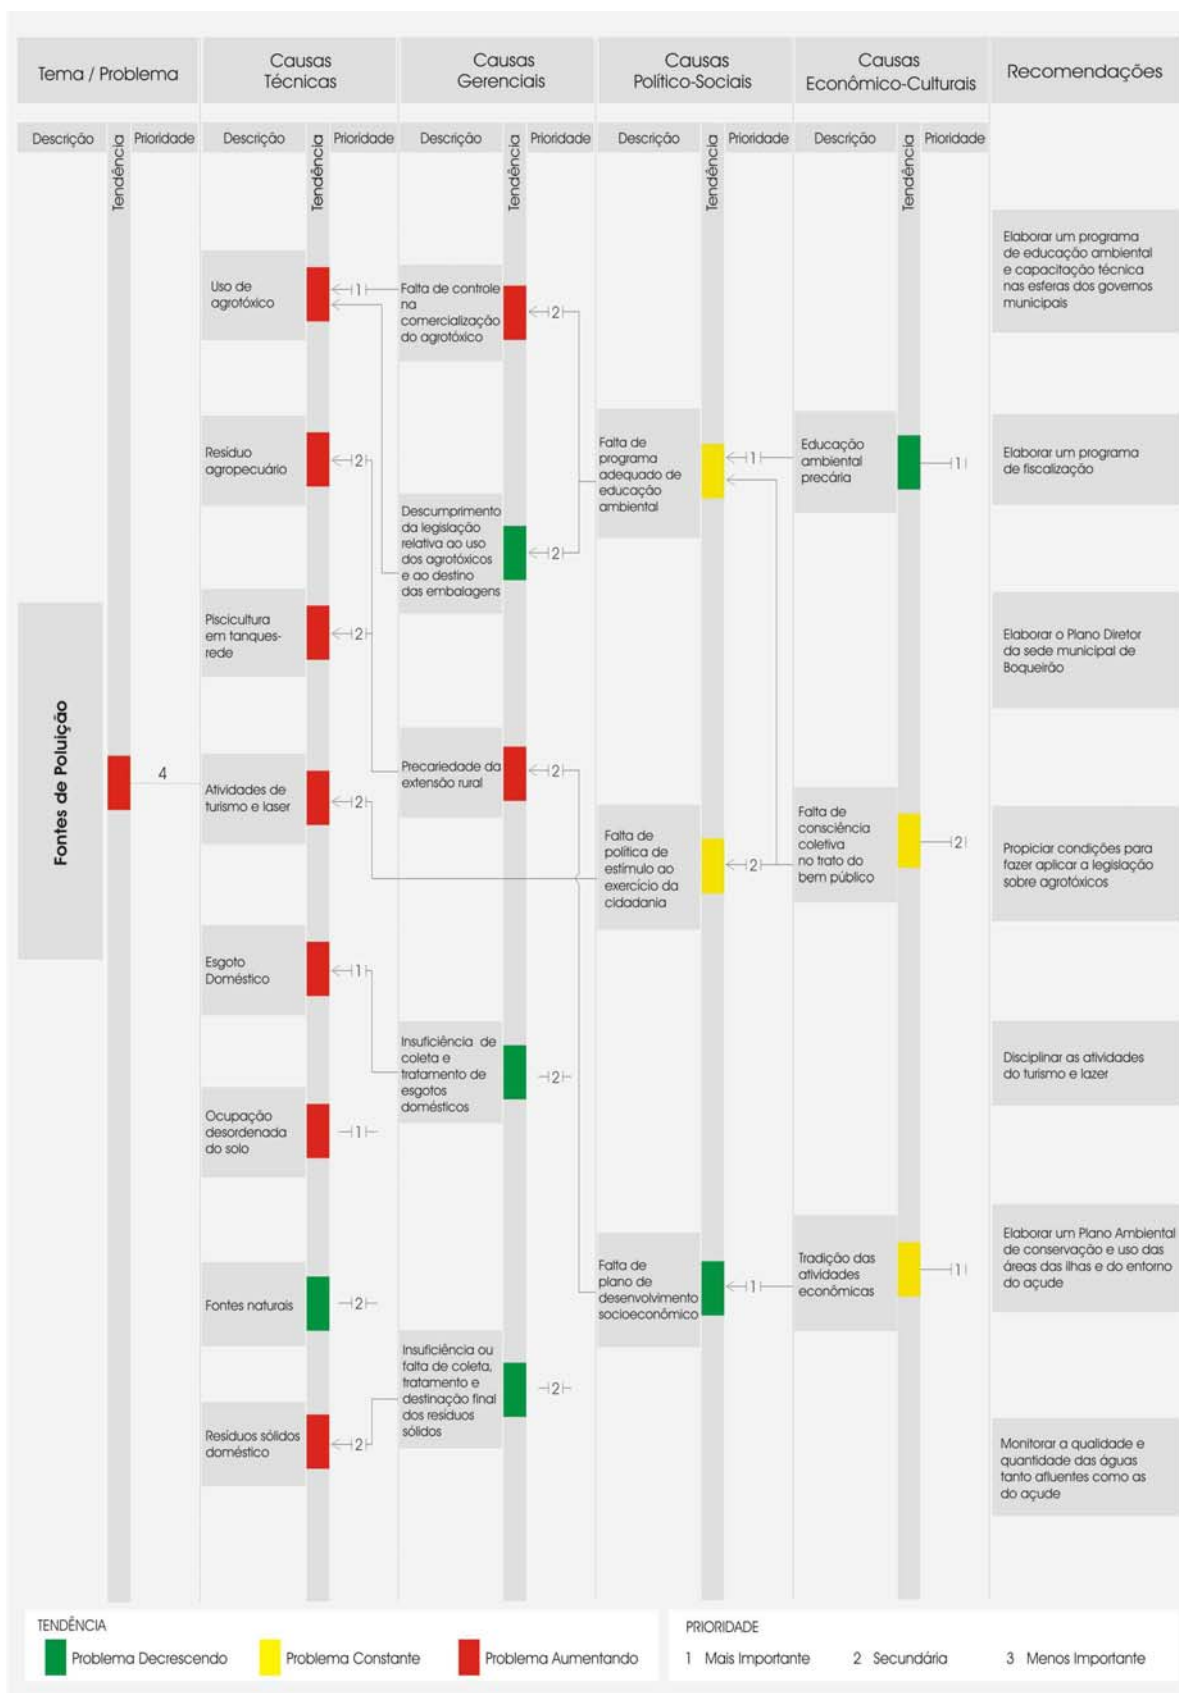 Tema / Problema
Causas
Técnicas
Causas
Gerenciais
Causas
Político-Sociais
Causas
Econômico-Culturais
Recomendações
Descrição
Tendência
Prioridade
Descrição
Tendência
Prioridade
Descrição
Tendência
Prioridade
Descrição
Tendência
Prioridade
Descrição
Tendência
Prioridade
Fontes de Poluição
4
Uso de
agrotóxico
1
Resíduo
agropecuário
2
Piscicultura
em tanques-
rede
2
Atividades de
turismo e laser
2
Esgoto
Doméstico
1
Ocupação
desordenada
do solo
1
Fontes naturais
2
Resíduos sólidos
doméstico
2
Falta de controle
na
comercialização
do agrotóxico
2
Descumprimento
da legislação
relativa ao uso
dos agrotóxicos
e ao destino
das embalagens
2
Precariedade da
extensão rural
2
Insuficiência de
coleta e
tratamento de
esgotos
domésticos
2
Insuficiência ou
falta de coleta,
tratamento e
destinação final
dos resíduos
sólidos
2
Falta de
programa
adequado de
educação
ambiental
1
Falta de
política de
estímulo ao
exercício da
cidadania
2
Falta de
plano de
desenvolvimento
socioeconômico
1
Educação
ambiental
precária
1
Falta de
consciência
coletiva
no trato do
bem público
2
Tradição das
atividades
econômicas
1
Elaborar um programa
de educação ambiental
e capacitação técnica
nas esferas dos governos
municipais
Elaborar um programa
de fiscalização
Elaborar o Plano Diretor
da sede municipal de
Boqueirão
Propiciar condições para
fazer aplicar a legislação
sobre agrotóxicos
Disciplinar as atividades
do turismo e lazer
Elaborar um Plano Ambiental
de conservação e uso das
áreas das ilhas e do entorno
do açude
Monitorar a qualidade e
quantidade das águas
tanto afluentes como as
do açude
TENDÊNCIA
Problema Decrescendo
Problema Constante
Problema Aumentando
PRIORIDADE
1 Mais Importante
2 Secundária
3 Menos Importante